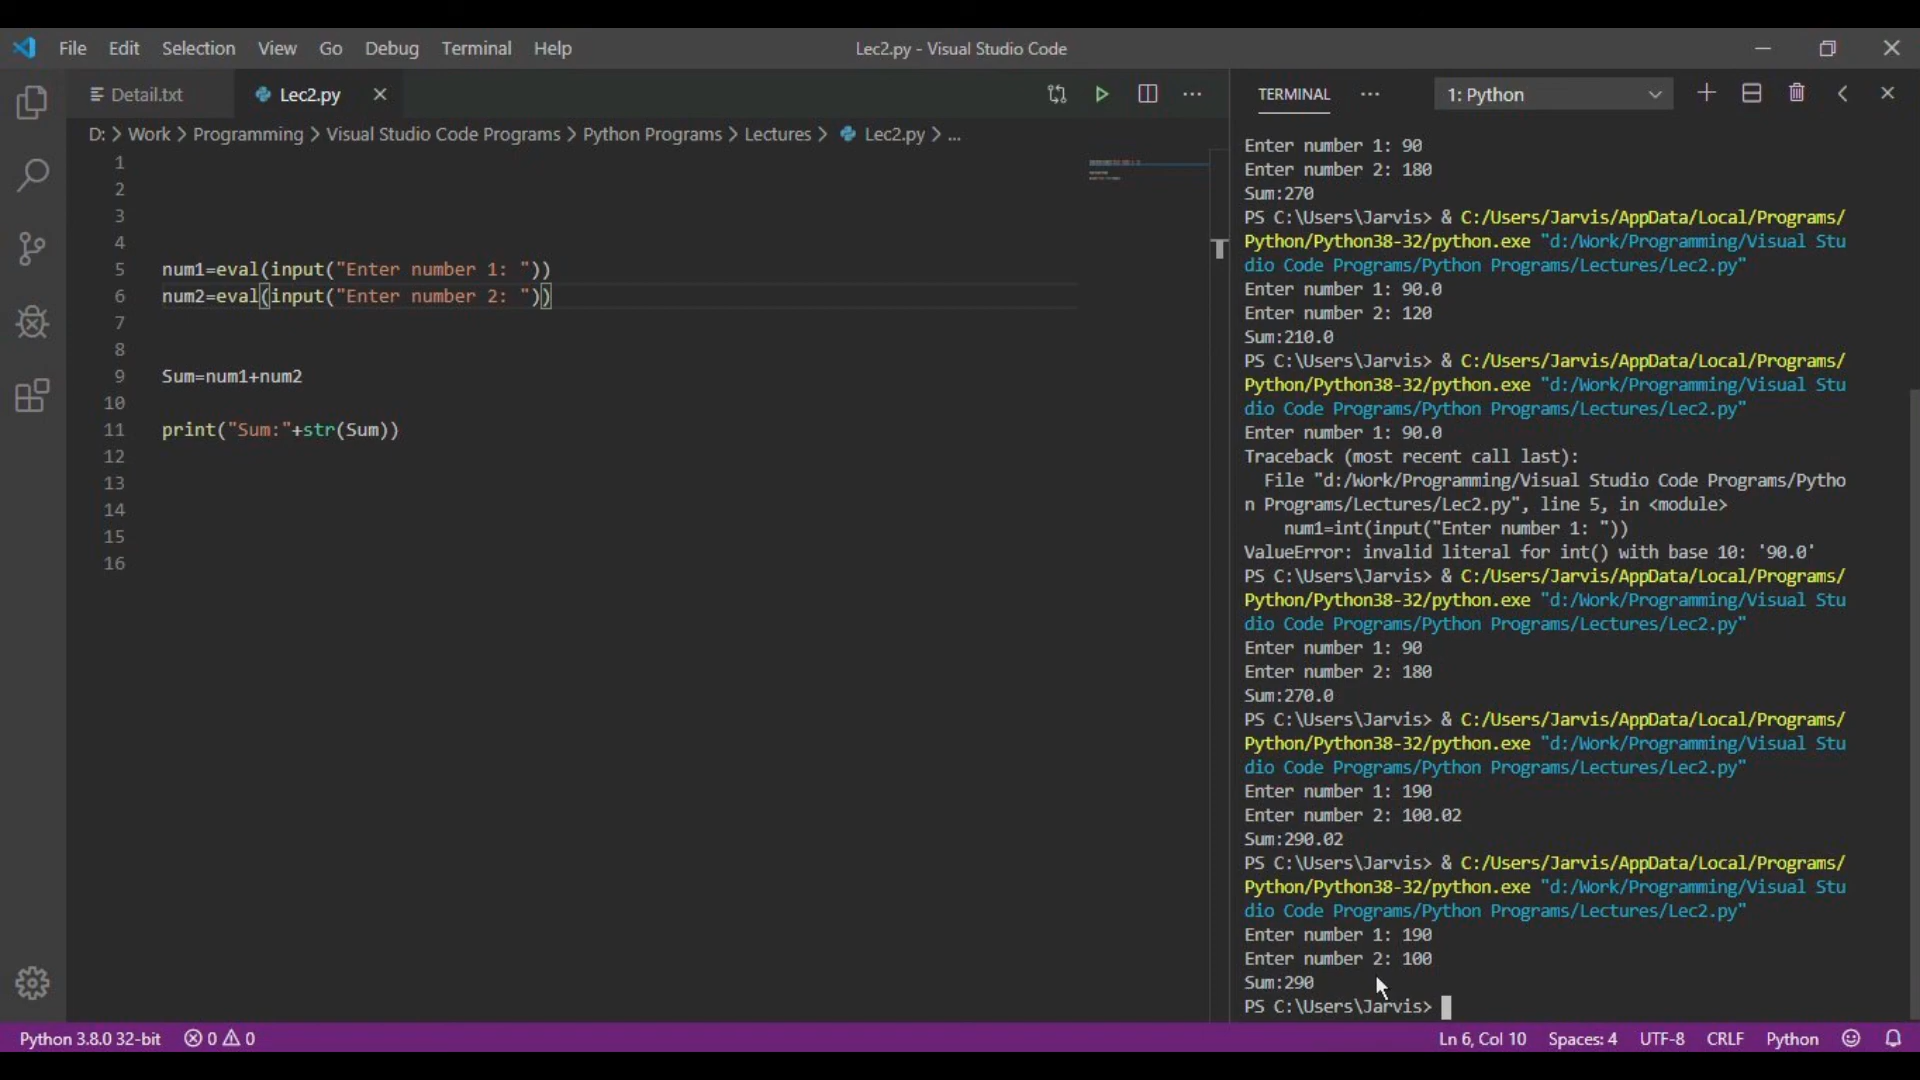 File Edit Selection View Go Debug Terminal Help
Lec2.py - Visual Studio Code
Detail.txt
Lec2.py
D: > Work > Programming > Visual Studio Code Programs > Python Programs > Lectures > Lec2.py > ...
1
2
3
4
5 num1=eval(input("Enter number 1: "))
6 num2=eval(input("Enter number 2: "))
7
8
9 Sum=num1+num2
10
11 print("Sum:"+str(Sum))
12
13
14
15
16
TERMINAL
1: Python
Enter number 1: 90
Enter number 2: 180
Sum:270
PS C:\Users\Jarvis> & C:/Users/Jarvis/AppData/Local/Programs/
Python/Python38-32/python.exe "d:/Work/Programming/Visual Stu
dio Code Programs/Python Programs/Lectures/Lec2.py"
Enter number 1: 90.0
Enter number 2: 120
Sum:210.0
PS C:\Users\Jarvis> & C:/Users/Jarvis/AppData/Local/Programs/
Python/Python38-32/python.exe "d:/Work/Programming/Visual Stu
dio Code Programs/Python Programs/Lectures/Lec2.py"
Enter number 1: 90.0
Traceback (most recent call last):
File "d:/Work/Programming/Visual Studio Code Programs/Pytho
n Programs/Lectures/Lec2.py", line 5, in <module>
num1=int(input("Enter number 1: "))
ValueError: invalid literal for int() with base 10: '90.0'
PS C:\Users\Jarvis> & C:/Users/Jarvis/AppData/Local/Programs/
Python/Python38-32/python.exe "d:/Work/Programming/Visual Stu
dio Code Programs/Python Programs/Lectures/Lec2.py"
Enter number 1: 90
Enter number 2: 180
Sum:270.0
PS C:\Users\Jarvis> & C:/Users/Jarvis/AppData/Local/Programs/
Python/Python38-32/python.exe "d:/Work/Programming/Visual Stu
dio Code Programs/Python Programs/Lectures/Lec2.py"
Enter number 1: 190
Enter number 2: 100.02
Sum:290.02
PS C:\Users\Jarvis> & C:/Users/Jarvis/AppData/Local/Programs/
Python/Python38-32/python.exe "d:/Work/Programming/Visual Stu
dio Code Programs/Python Programs/Lectures/Lec2.py"
Enter number 1: 190
Enter number 2: 100
Sum:290
PS C:\Users\Jarvis>
Python 3.8.0 32-bit 0 0 Ln 6, Col 10 Spaces: 4 UTF-8 CRLF Python